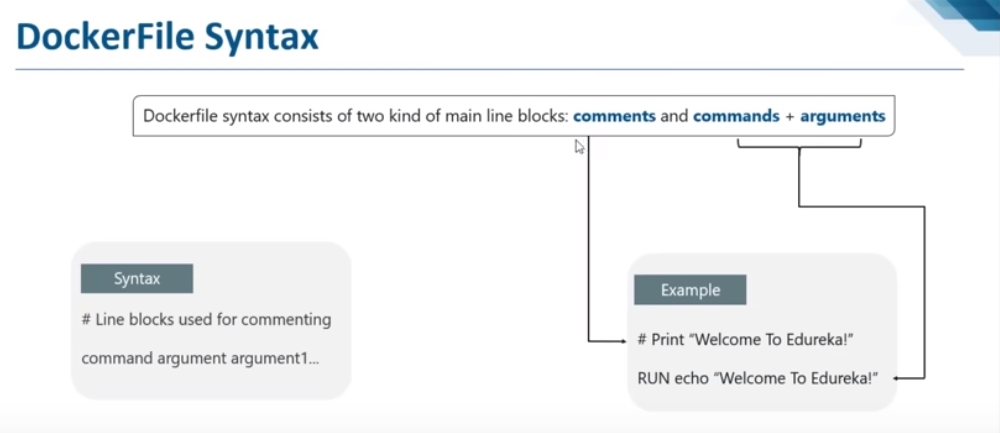 DockerFile Syntax
Dockerfile syntax consists of two kind of main line blocks: comments and commands + arguments
Syntax
# Line blocks used for commenting
command argument argument1...
Example
# Print “Welcome To Edureka!”
RUN echo “Welcome To Edureka!”